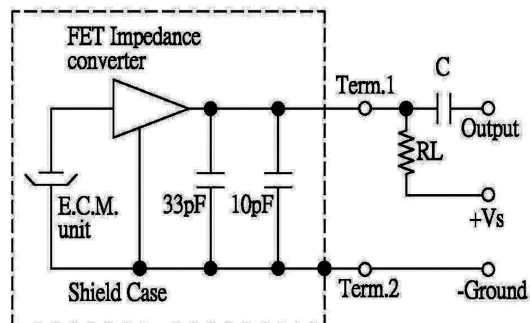 FET Impedance
converter
Term.1
C
Output
RL
+Vs
E.C.M.
unit
33pF
10pF
Shield Case
Term.2
-Ground